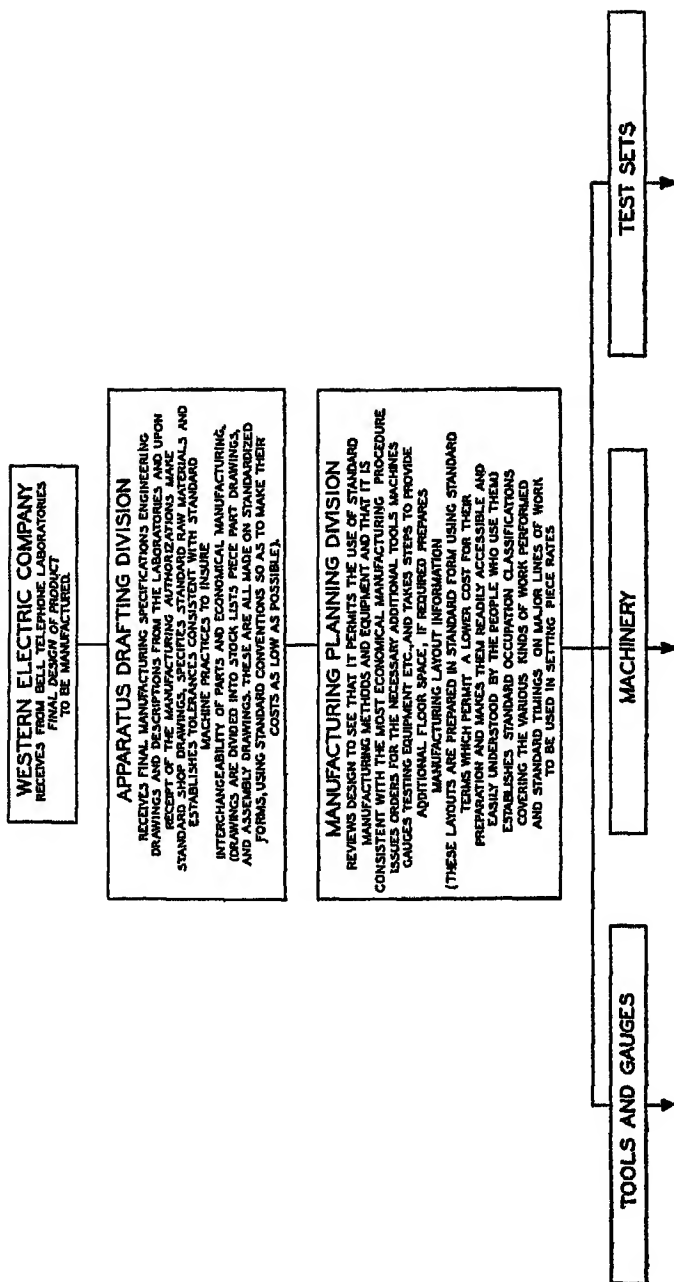 WESTERN ELECTRIC COMPANY
RECEIVES FROM BELL TELEPHONE LABORATORIES
FINAL DESIGN OF PRODUCT
TO BE MANUFACTURED.
APPARATUS DRAFTING DIVISION
RECEIVES FINAL MANUFACTURING SPECIFICATIONS ENGINEERING
DRAWINGS AND DESCRIPTIONS FROM THE LABORATORIES AND UPON
RECEIPT OF THE MANUFACTURING AUTHORIZATIONS MAKE
STANDARD SHOP DRAWINGS, SPECIFIES STANDARD RAW MATERIALS AND
ESTABLISHES TOLERANCES CONSISTENT WITH STANDARD
MACHINE PRACTICES TO INSURE
INTERCHANGEABILITY OF PARTS AND ECONOMICAL MANUFACTURING,
(DRAWINGS ARE DIVIDED INTO STOCK LISTS PIECE PART DRAWINGS,
AND ASSEMBLY DRAWINGS. THESE ARE ALL MADE ON STANDARDIZED
FORMS, USING STANDARD CONVENTIONS SO AS TO MAKE THEIR
COSTS AS LOW AS POSSIBLE).
MANUFACTURING PLANNING DIVISION
REVIEWS DESIGN TO SEE THAT IT PERMITS THE USE OF STANDARD
MANUFACTURING METHODS AND EQUIPMENT AND THAT IT IS
CONSISTENT WITH THE MOST ECONOMICAL MANUFACTURING PROCEDURE
ISSUES ORDERS FOR THE NECESSARY ADDITIONAL TOOLS MACHINES
GAUGES TESTING EQUIPMENT ETC., AND TAKES STEPS TO PROVIDE
ADDITIONAL FLOOR SPACE, IF REQUIRED PREPARES
MANUFACTURING LAYOUT INFORMATION
(THESE LAYOUTS ARE PREPARED IN STANDARD FORM USING STANDARD
TERMS WHICH PERMIT A LOWER COST FOR THEIR
PREPARATION AND MAKES THEM READILY ACCESSIBLE AND
EASILY UNDERSTOOD BY THE PEOPLE WHO USE THEM)
ESTABLISHES STANDARD OCCUPATION CLASSIFICATIONS
COVERING THE VARIOUS KINDS OF WORK PERFORMED
AND STANDARD TIMINGS ON MAJOR LINES OF WORK
TO BE USED IN SETTING PIECE RATES
TOOLS AND GAUGES
MACHINERY
TEST SETS